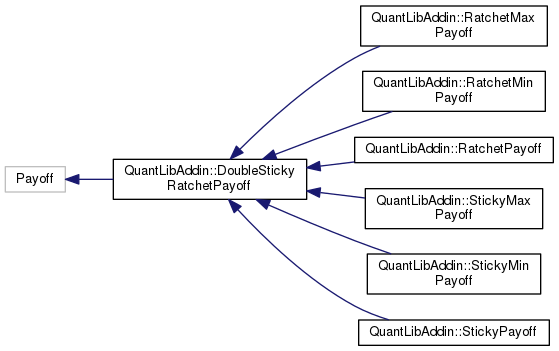 QuantLibAddin::RatchetMax
Payoff
QuantLibAddin::RatchetMin
Payoff
QuantLibAddin::RatchetPayoff
Payoff
QuantLibAddin::DoubleSticky
RatchetPayoff
QuantLibAddin::StickyMax
Payoff
QuantLibAddin::StickyMin
Payoff
QuantLibAddin::StickyPayoff